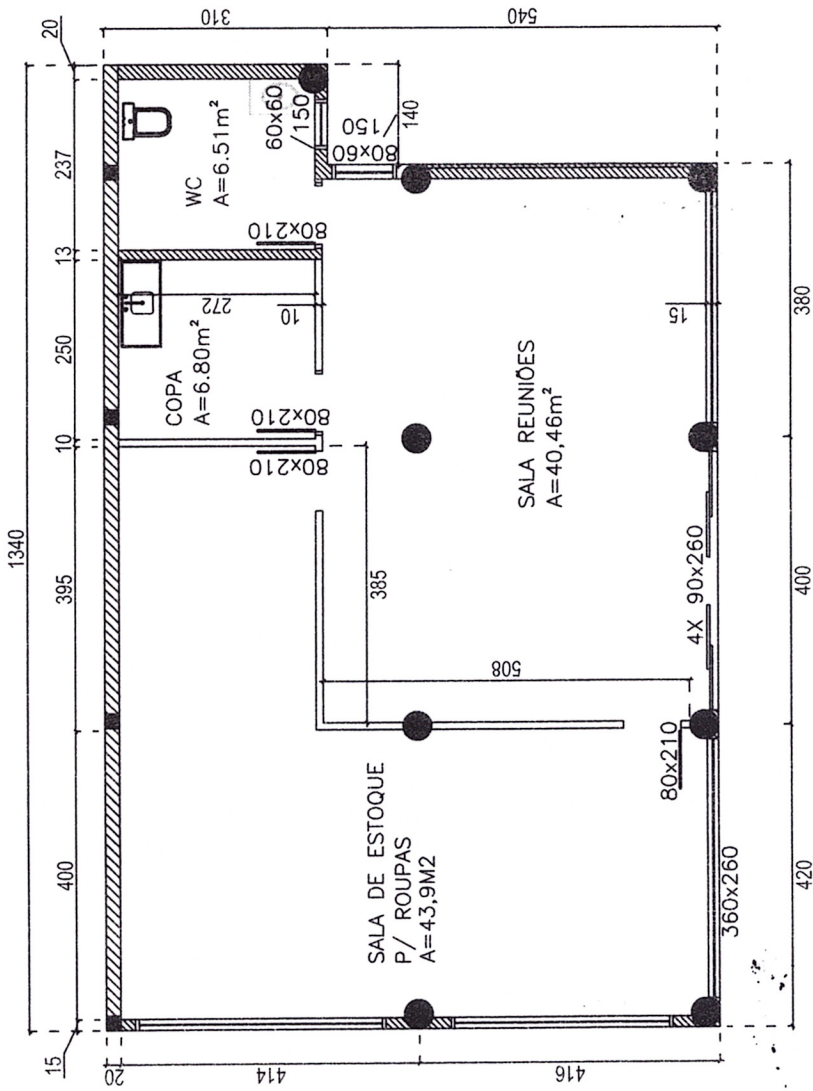 1340
20
237
13
250
10
395
400
15
310
540
WC
A=6.51m²
60x60
/150
80x60
/150
140
80x210
COPA
A=6.80m²
272
10
80x210
80x210
385
508
SALA REUNIÕES
A=40,46m²
15
4X 90x260
SALA DE ESTOQUE
P/ ROUPAS
A=43,9M2
80x210
360x260
380
400
420
20
414
416